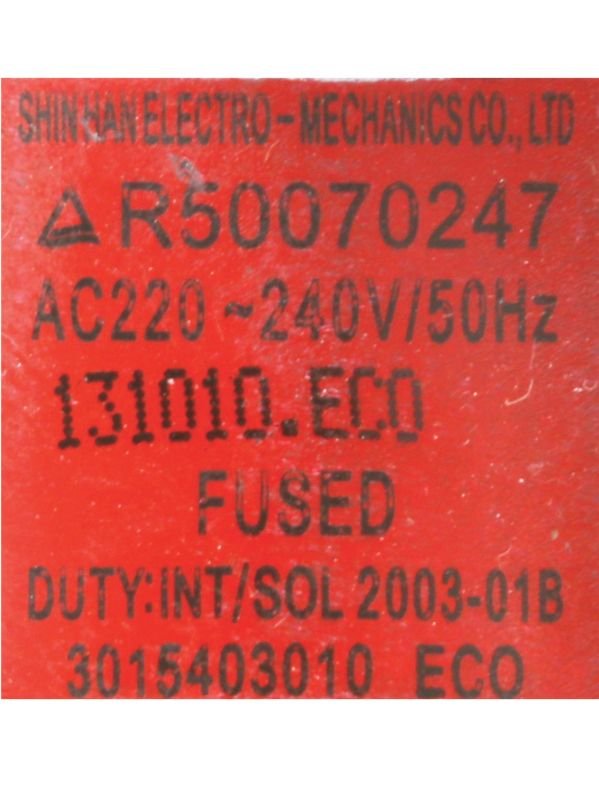 SHIN HAN ELECTRO-MECHANICS CO., LTD
△ R50070247
AC220 ~240V/50Hz
131010.ECO
FUSED
DUTY:INT/SOL 2003-01B
3015403010 ECO